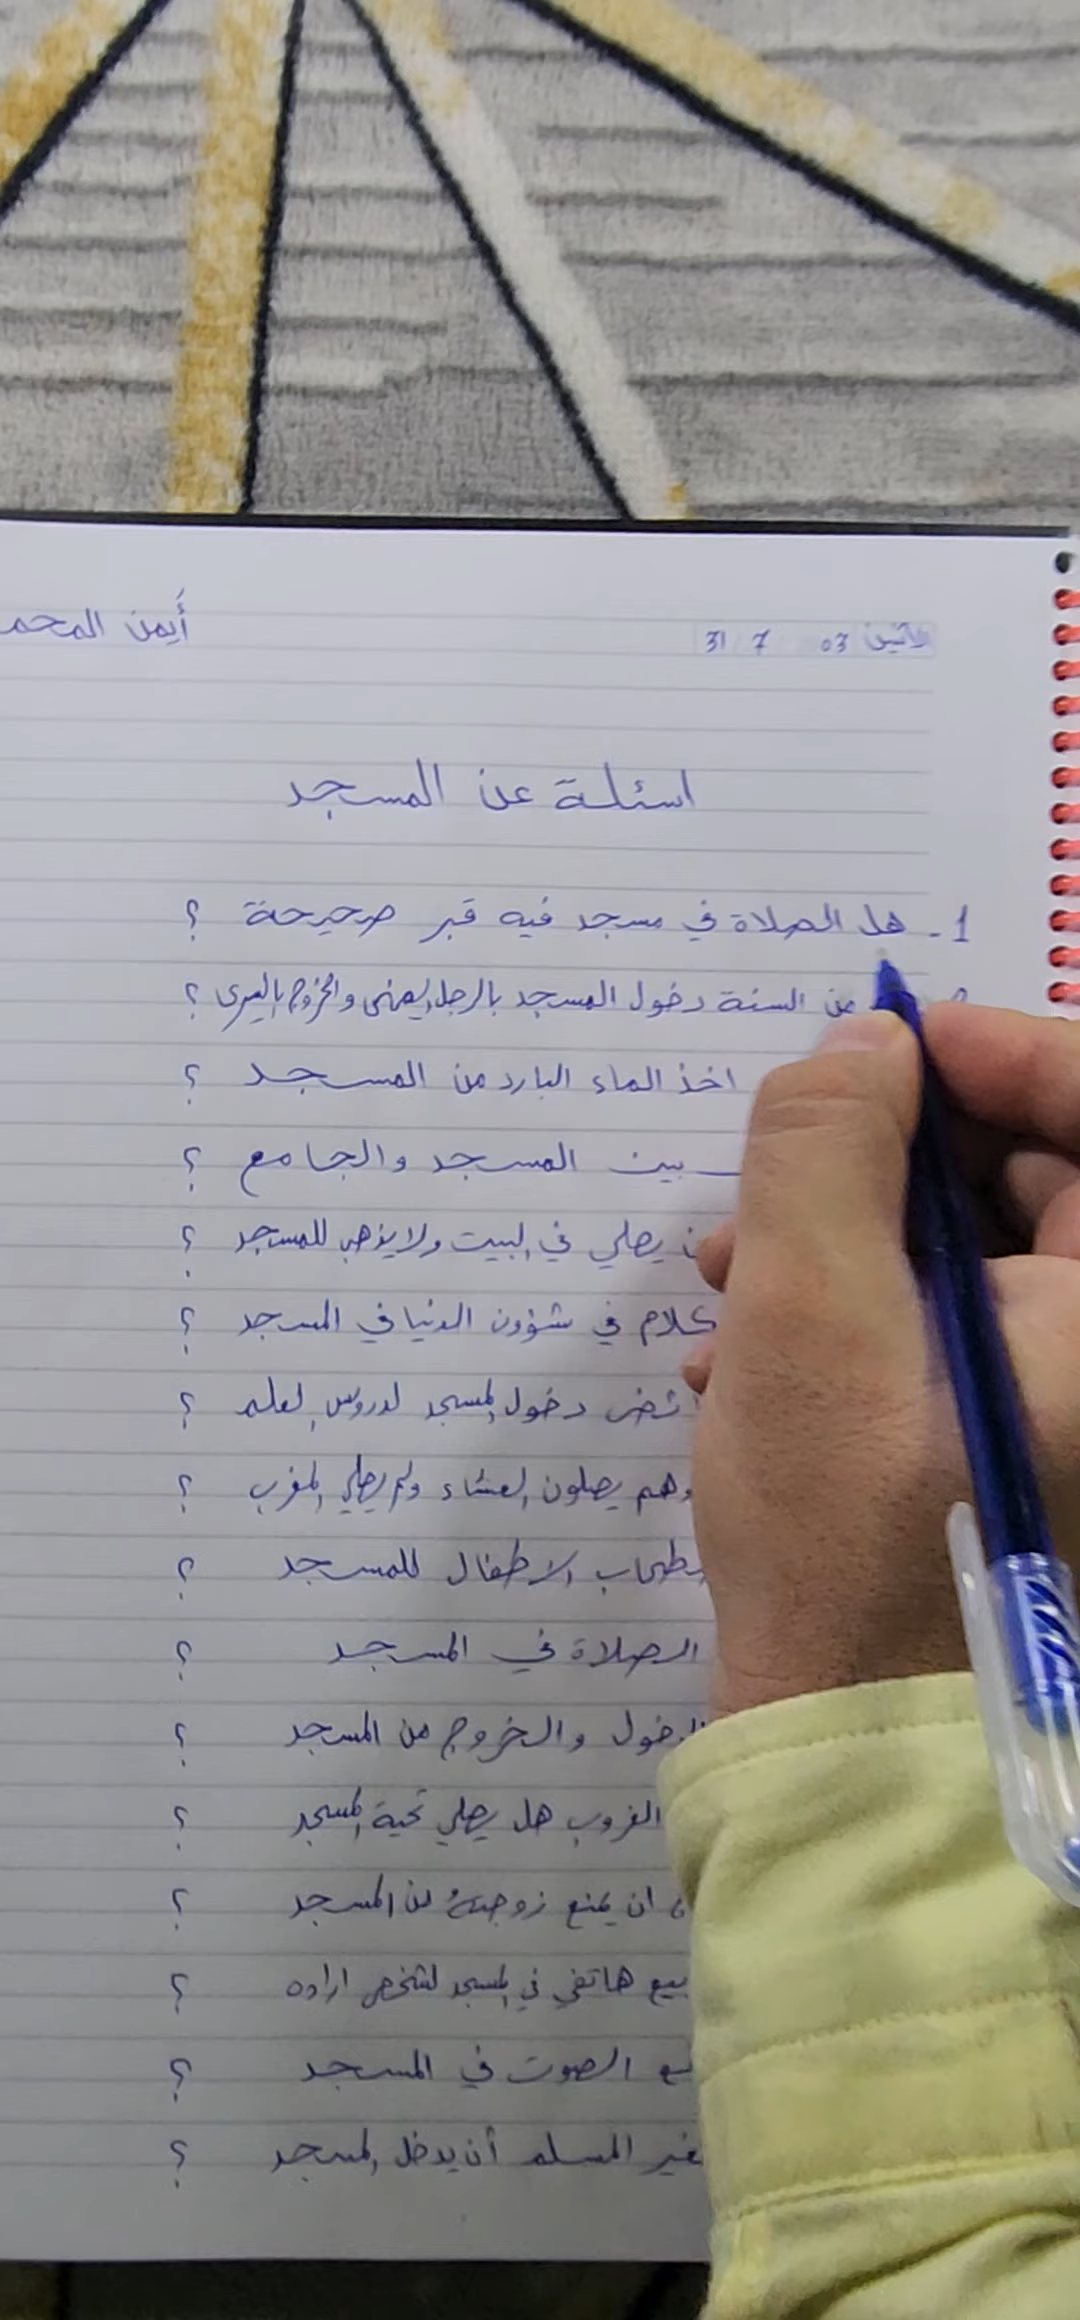 الاثنين 03 7 31
أيمن المحمد
اسئلة عن المسجد
1. هل الصلاة في مسجد فيه قبر صحيحة ؟
من السنة دخول المسجد بالرجل اليمنى والخروج باليسرى ؟
اخذ الماء البارد من المسجد ؟
بين المسجد والجامع ؟
يصلي في البيت ولا يذهب للمسجد ؟
كلام في شؤون الدنيا في المسجد ؟
ائض دخول المسجد لدروس العلم ؟
وهم يصلون العشاء ولم يصلي المغرب ؟
صطحاب الاطفال للمسجد ؟
الصلاة في المسجد ؟
الدخول والخروج من المسجد ؟
الغروب هل يصلي تحية المسجد ؟
ان يمنع زوجته من المسجد ؟
بيع هاتفي في المسجد لشخص اراده ؟
ع الصوت في المسجد ؟
غير المسلم أن يدخل المسجد ؟